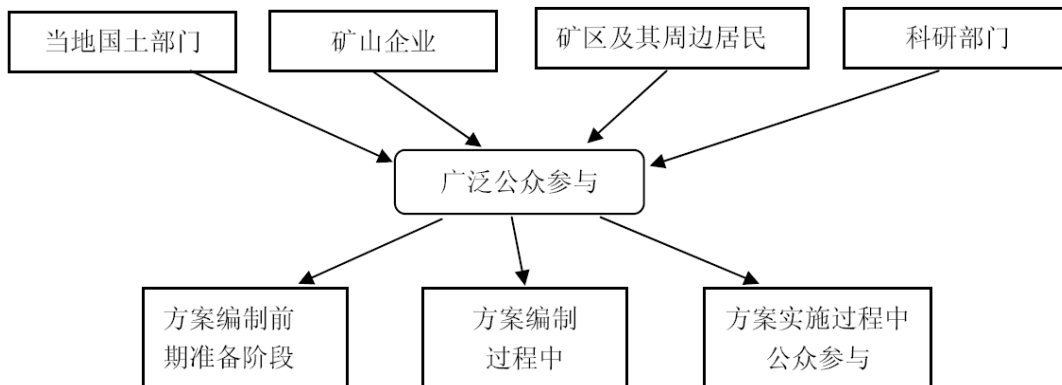 当地国土部门
矿山企业
矿区及其周边居民
科研部门
广泛公众参与
方案编制前
期准备阶段
方案编制
过程中
方案实施过程中
公众参与